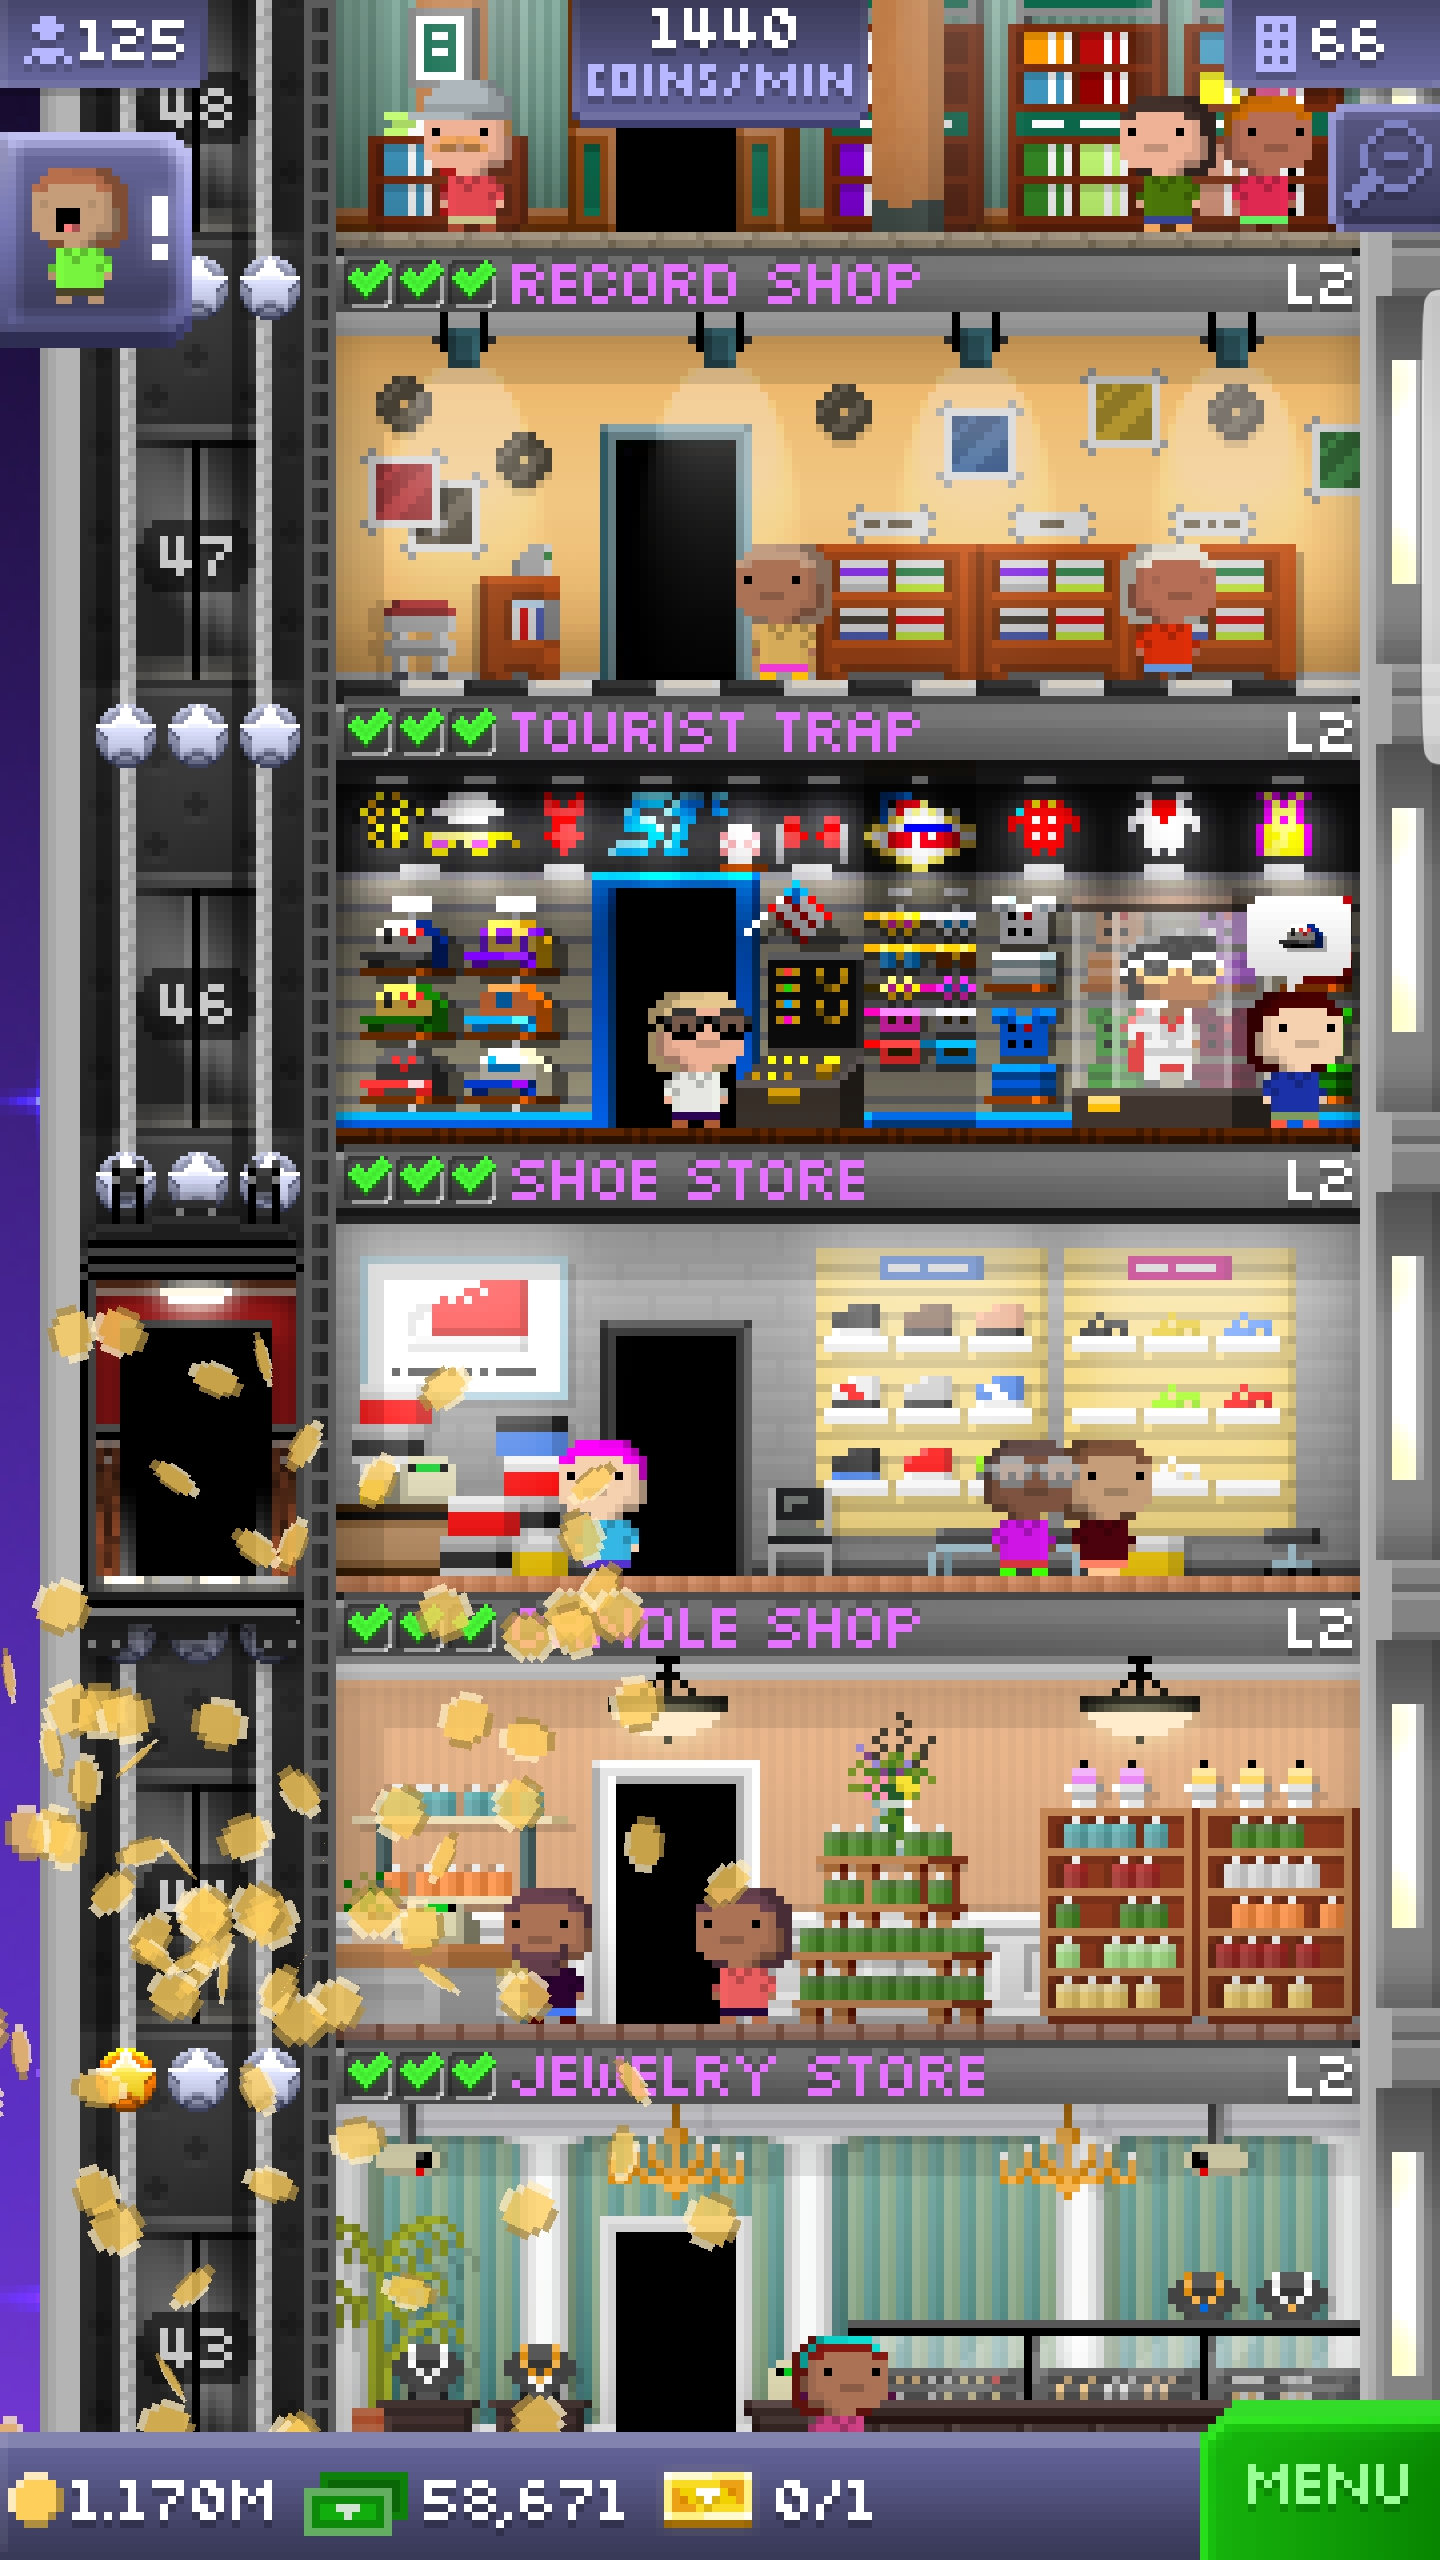 125
1440
COINS/MIN
66
48
!
RECORD SHOP
L2
47
TOURIST TRAP
L2
46
SHOE STORE
L2
SHOP
L2
JEWELRY STORE
L2
43
1.170M
58,671
0/1
MENU